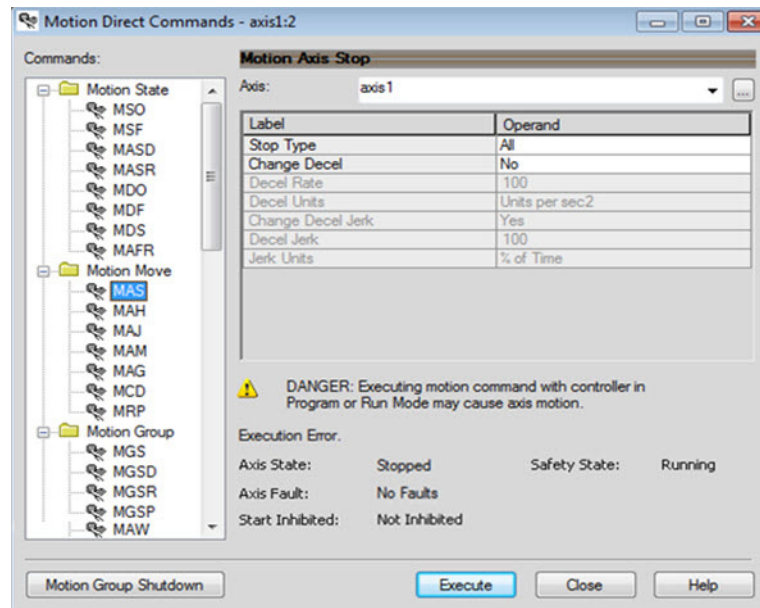 Motion Direct Commands - axis1:2
Commands:
Motion State
MSO
MSF
MASD
MASR
MDO
MDF
MDS
MAFR
Motion Move
MAS
MAH
MAJ
MAM
MAG
MCD
MRP
Motion Group
MGS
MGSD
MGSR
MGSP
MAW
Motion Axis Stop
Axis: axis1 ...
Label Operand
Stop Type All
Change Decel No
Decel Rate 100
Decel Units Units per sec2
Change Decel Jerk Yes
Decel Jerk 100
Jerk Units % of Time
DANGER: Executing motion command with controller in
Program or Run Mode may cause axis motion.
Execution Error.
Axis State: Stopped Safety State: Running
Axis Fault: No Faults
Start Inhibited: Not Inhibited
Motion Group Shutdown Execute Close Help